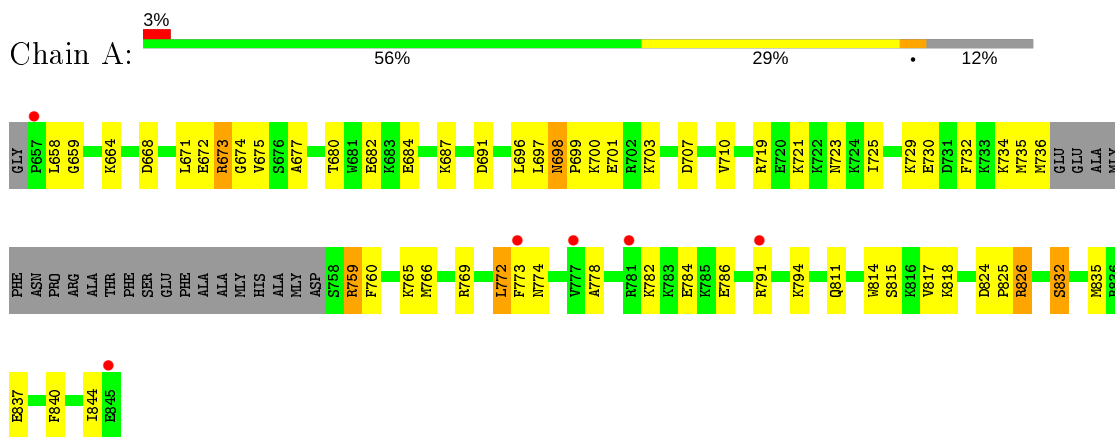 3%
Chain A:
56% 29% • 12%
GLY P657 L658 G659 K664 D668 L671 E672 R673 G674 V675 S676 A677 T680 W681 E682 K683 E684 K687 D691 L696 L697 N698 P699 K700 E701 R702 K703 D707 V710 R719 E720 K721 K722 N723 K724 I725 K729 E730 D731 F732 K733 K734 M735 M736 GLU GLU ALA MLY
PHE ASN PRO ARG ALA THR PHE SER GLU PHE ALA ALA MLY HIS ALA MLY ASP S758 R759 F760 K765 M766 R769 L772 F773 N774 V777 A778 R781 K782 K783 E784 K785 E786 R791 K794 Q811 W814 S815 K816 V817 K818 D824 P825 R826 S832 M835 R836
E837 F840 I844 E845